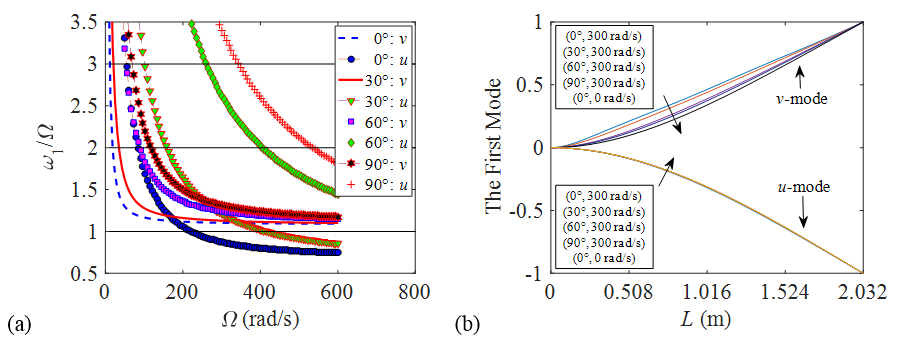 3.5
3
2.5
2
1.5
1
0.5
ω₁/Ω
0
200
400
600
800
Ω (rad/s)
0°: v
0°: u
30°: v
30°: u
60°: v
60°: u
90°: v
90°: u
(a)
1
0.5
0
-0.5
-1
The First Mode
(0°, 300 rad/s)
(30°, 300 rad/s)
(60°, 300 rad/s)
(90°, 300 rad/s)
(0°, 0 rad/s)
v-mode
(0°, 300 rad/s)
(30°, 300 rad/s)
(60°, 300 rad/s)
(90°, 300 rad/s)
(0°, 0 rad/s)
u-mode
0
0.508
1.016
1.524
2.032
L (m)
(b)